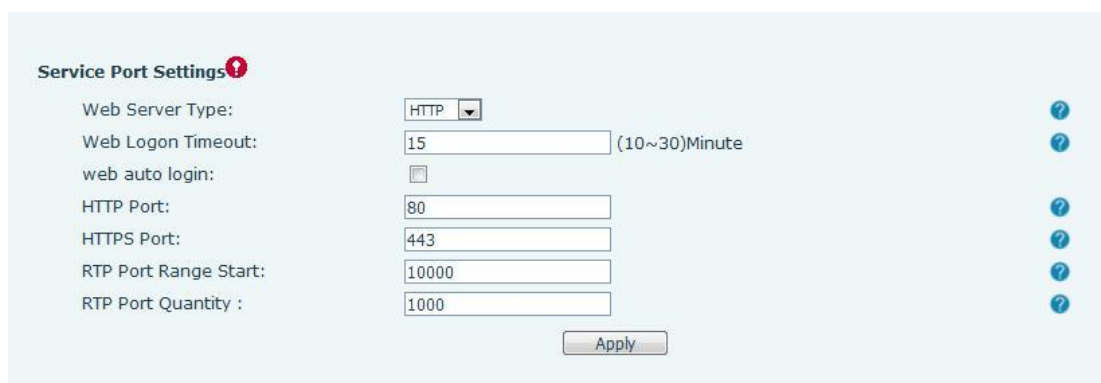 Service Port Settings
Web Server Type: HTTP
Web Logon Timeout: 15 (10~30)Minute
web auto login:
HTTP Port: 80
HTTPS Port: 443
RTP Port Range Start: 10000
RTP Port Quantity : 1000
Apply